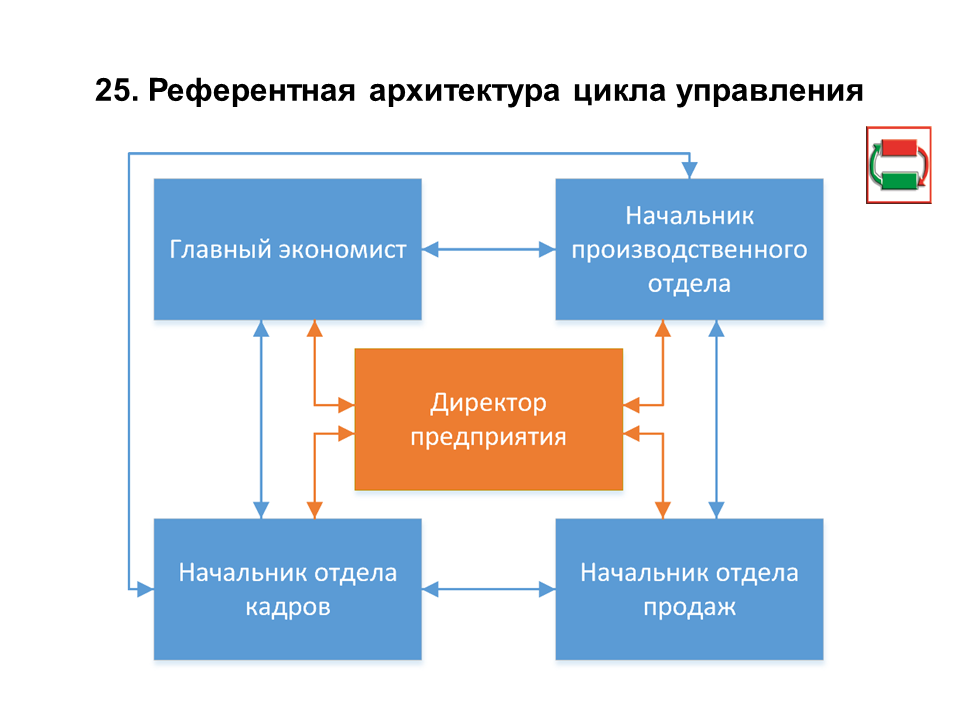 25. Референтная архитектура цикла управления
Главный экономист
Начальник
производственного
отдела
Директор
предприятия
Начальник отдела
кадров
Начальник отдела
продаж